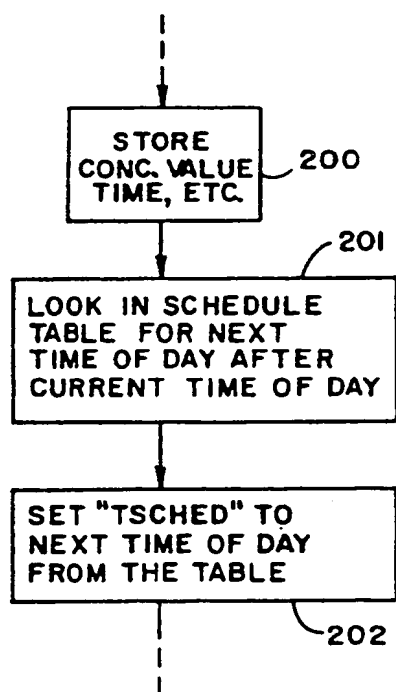 STORE
CONC. VALUE
TIME, ETC.
200
201
LOOK IN SCHEDULE
TABLE FOR NEXT
TIME OF DAY AFTER
CURRENT TIME OF DAY
SET "TSCHED" TO
NEXT TIME OF DAY
FROM THE TABLE
202